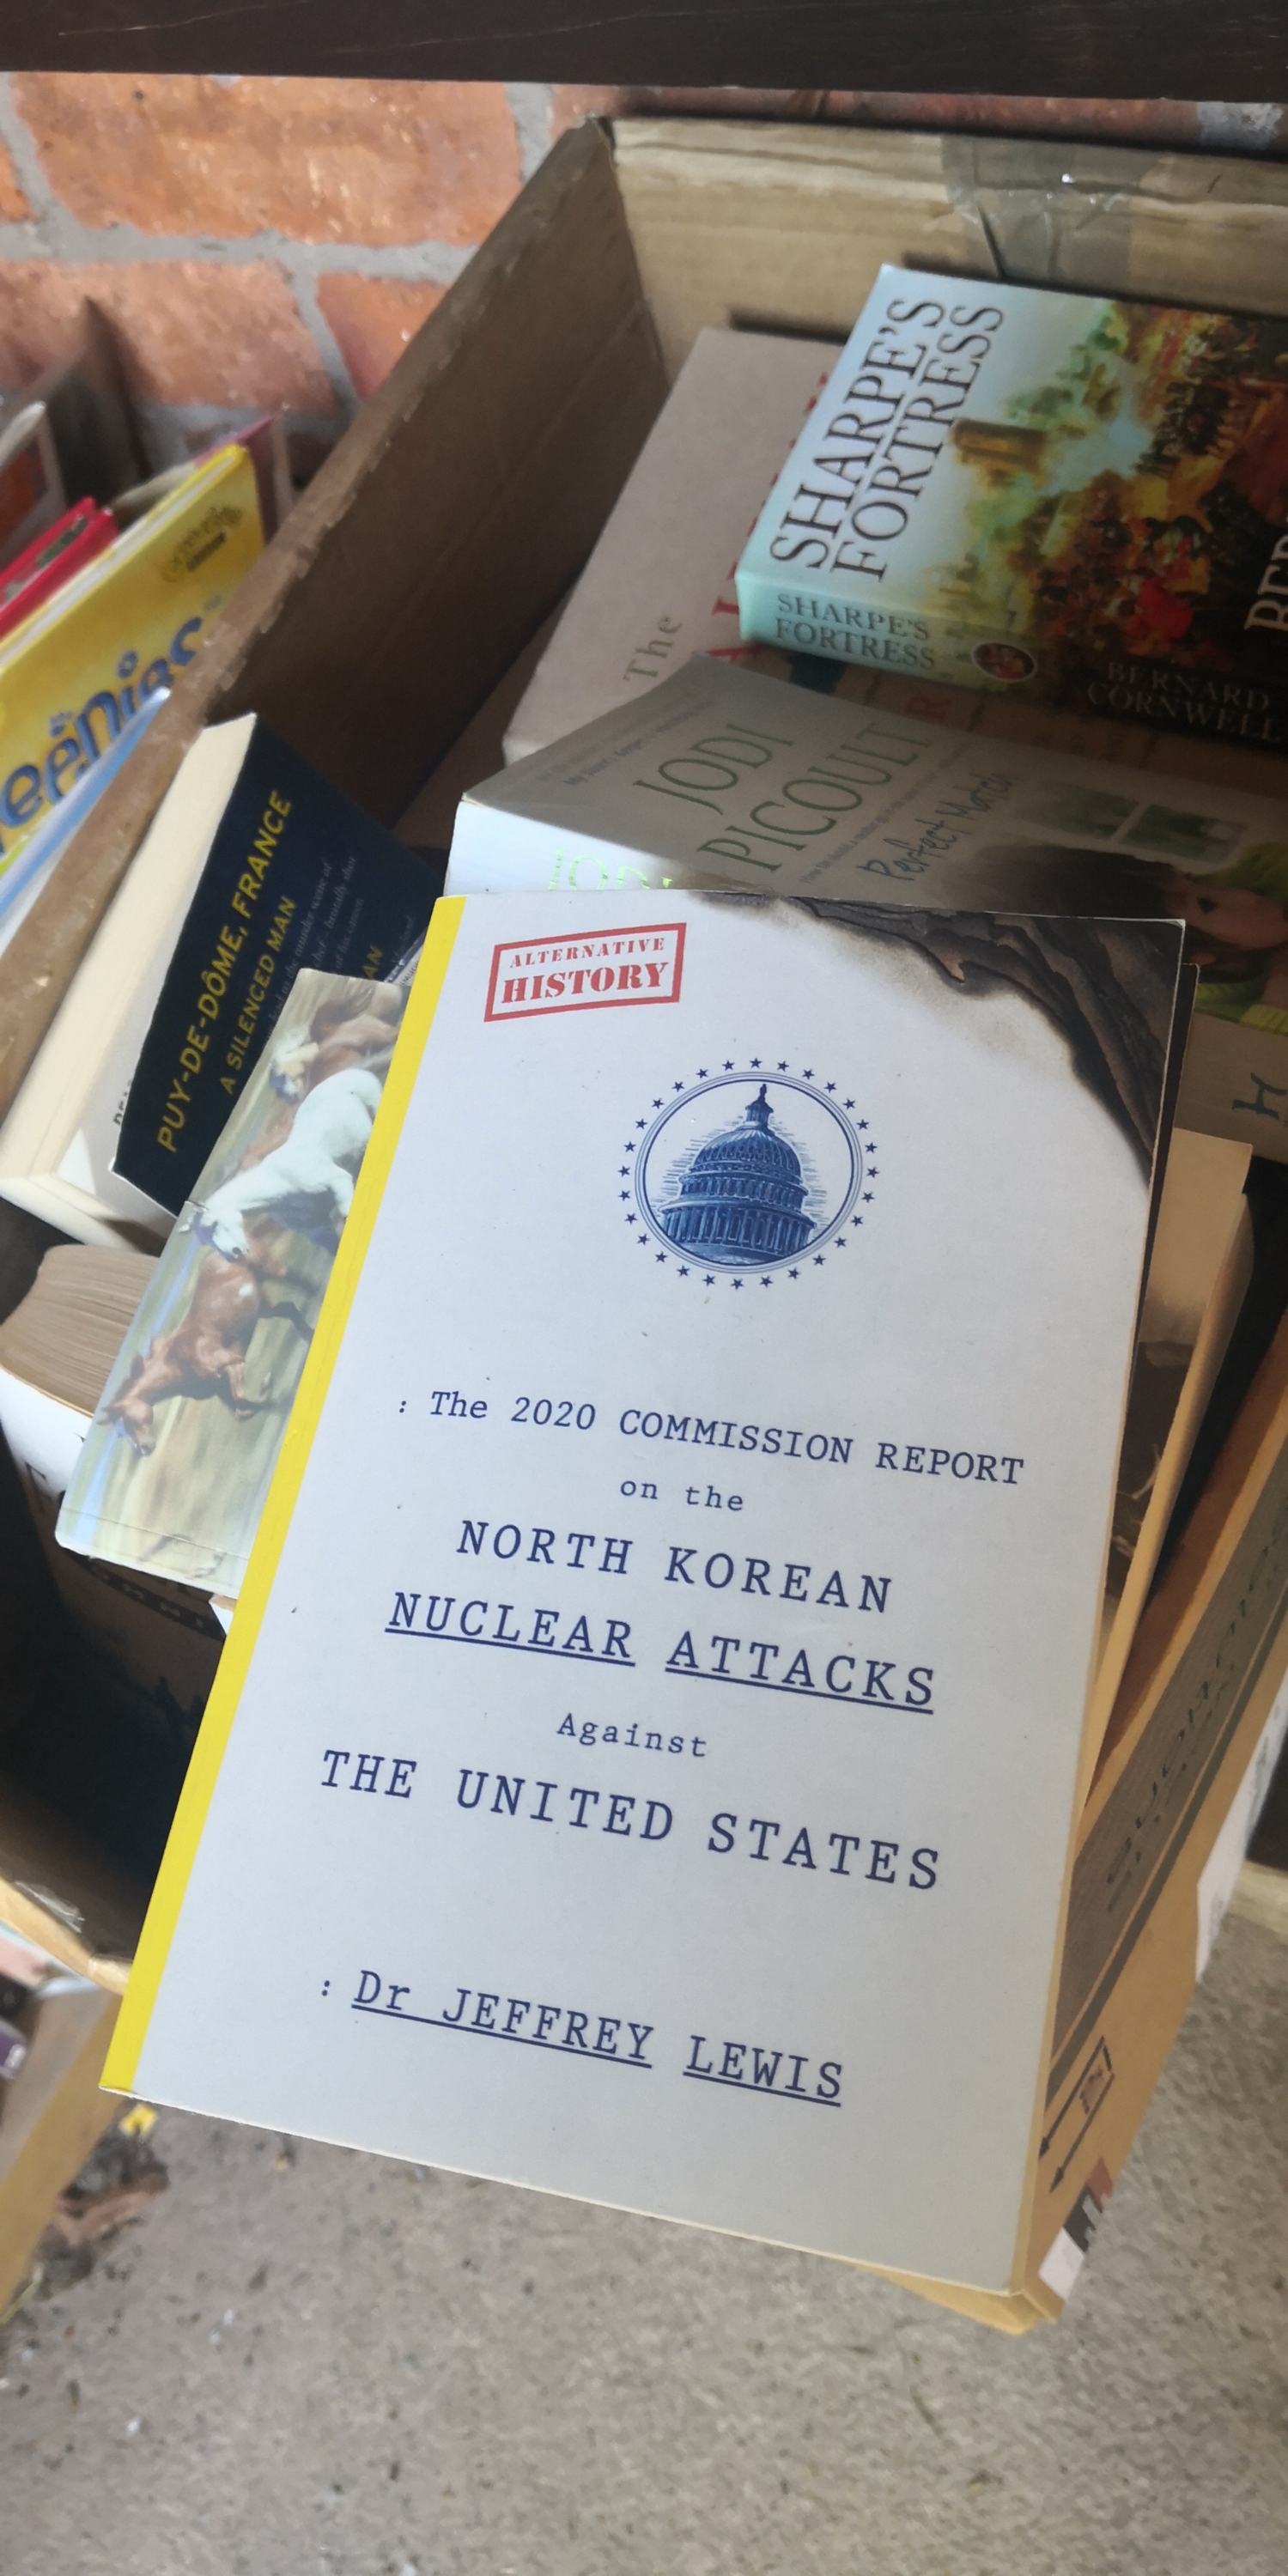 SHARPE'S
FORTRESS
SHARPE'S
FORTRESS
BERNARD
CORNWELL
The
JODI
PICOULT
Perfect Match
PUY-DE-DÔME, FRANCE
A SILENCED MAN
ALTERNATIVE
HISTORY
: The 2020 COMMISSION REPORT
on the
NORTH KOREAN
NUCLEAR ATTACKS
Against
THE UNITED STATES
: Dr JEFFREY LEWIS